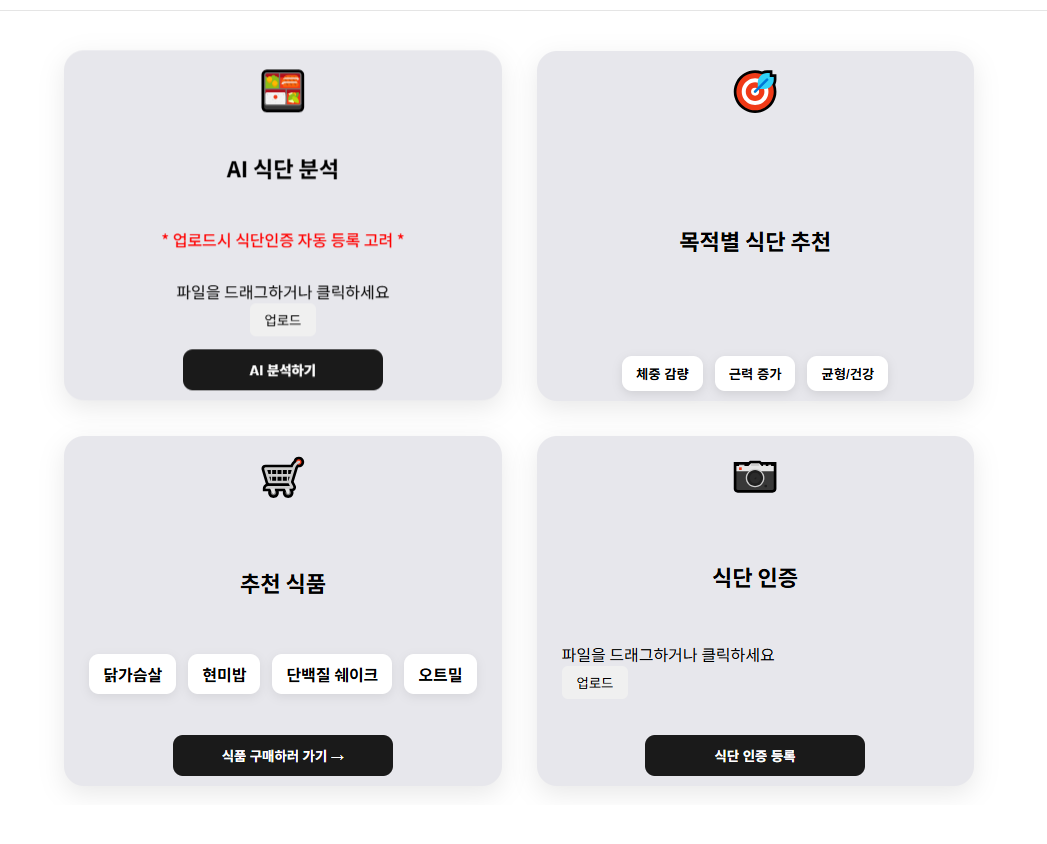 AI 식단 분석
* 업로드시 식단인증 자동 등록 고려 *
파일을 드래그하거나 클릭하세요
업로드
AI 분석하기
목적별 식단 추천
체중 감량 근력 증가 균형/건강
추천 식품
닭가슴살 현미밥 단백질 쉐이크 오트밀
식품 구매하러 가기 →
식단 인증
파일을 드래그하거나 클릭하세요
업로드
식단 인증 등록